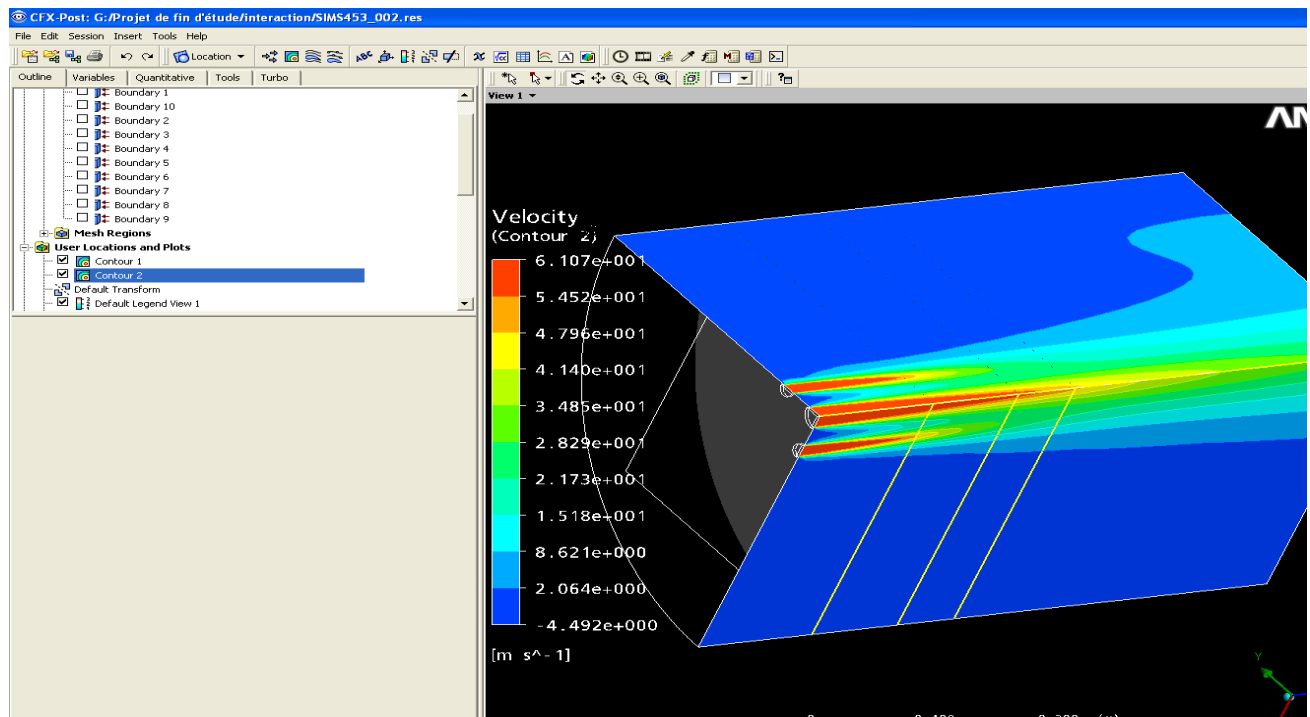 CFX-Post: G:/Projet de fin d'étude/interaction/SIMS453_002.res
File Edit Session Insert Tools Help
Location
Outline Variables Quantitative Tools Turbo
View 1
Boundary 1
Boundary 10
Boundary 2
Boundary 3
Boundary 4
Boundary 5
Boundary 6
Boundary 7
Boundary 8
Boundary 9
Mesh Regions
User Locations and Plots
Contour 1
Contour 2
Default Transform
Default Legend View 1
Velocity
(Contour 2)
6.107e+001
5.452e+001
4.796e+001
4.140e+001
3.485e+001
2.829e+001
2.173e+001
1.518e+001
8.621e+000
2.064e+000
-4.492e+000
[m s^-1]
Y